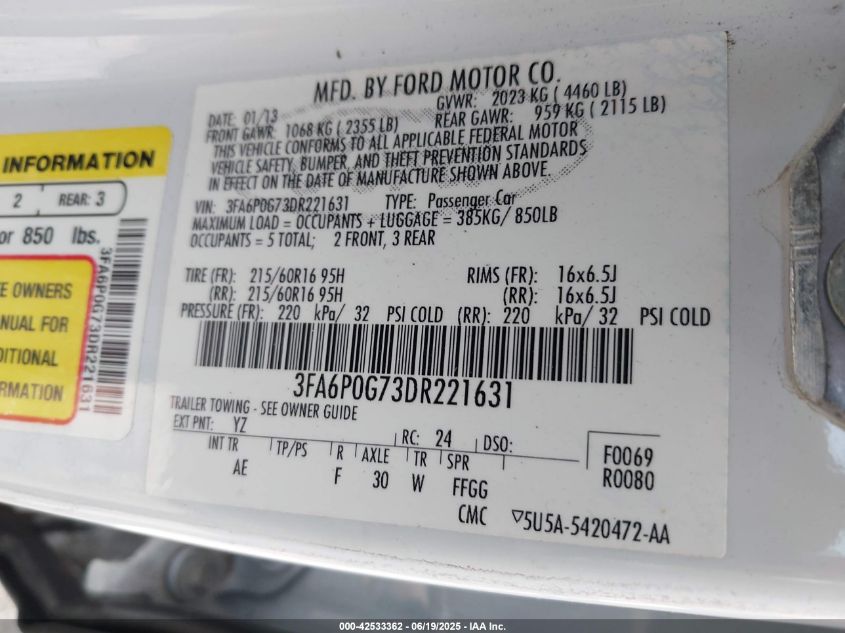 MFD. BY FORD MOTOR CO.
DATE: 01/13 GVWR: 2023 KG ( 4460 LB)
FRONT GAWR: 1068 KG ( 2355 LB) REAR GAWR: 959 KG ( 2115 LB)
THIS VEHICLE CONFORMS TO ALL APPLICABLE FEDERAL MOTOR
VEHICLE SAFETY, BUMPER, AND THEFT PREVENTION STANDARDS
IN EFFECT ON THE DATE OF MANUFACTURE SHOWN ABOVE.
VIN: 3FA6P0G73DR221631 TYPE: Passenger Car
MAXIMUM LOAD = OCCUPANTS + LUGGAGE = 385KG/ 850LB
OCCUPANTS = 5 TOTAL; 2 FRONT, 3 REAR
TIRE (FR): 215/60R16 95H RIMS (FR): 16x6.5J
(RR): 215/60R16 95H (RR): 16x6.5J
PRESSURE (FR): 220 kPa/ 32 PSI COLD (RR): 220 kPa/ 32 PSI COLD
3FA6P0G73DR221631
TRAILER TOWING - SEE OWNER GUIDE
EXT PNT: YZ RC: 24 DSO: F0069
INT TR TP/PS R AXLE TR SPR R0080
AE F 30 W FFGG
CMC ▽5U5A-5420472-AA
INFORMATION
2 REAR: 3
or 850 lbs.
E OWNERS
ANUAL FOR
DITIONAL
FORMATION
3FA6P0G73DR221631
000-42533362 - 06/19/2025 - IAA Inc.